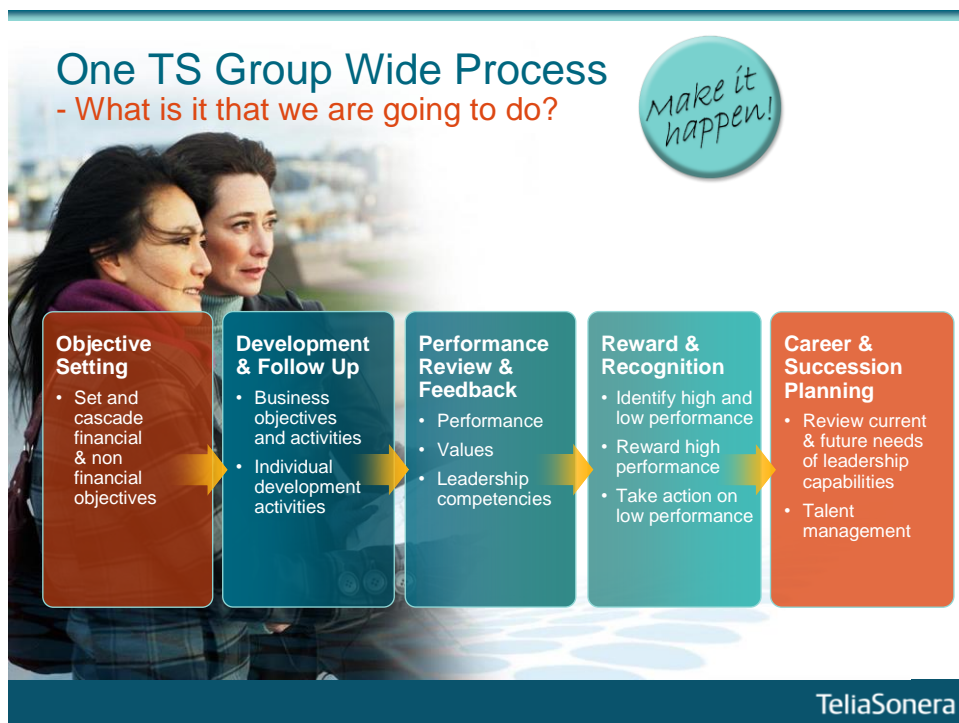 One TS Group Wide Process
- What is it that we are going to do?
Make it
happen!
Objective
Setting
• Set and
cascade
financial
& non
financial
objectives
Development
& Follow Up
• Business
objectives
and activities
• Individual
development
activities
Performance
Review &
Feedback
• Performance
• Values
• Leadership
competencies
Reward &
Recognition
• Identify high and
low performance
• Reward high
performance
• Take action on
low performance
Career &
Succession
Planning
• Review current
& future needs
of leadership
capabilities
• Talent
management
TeliaSonera